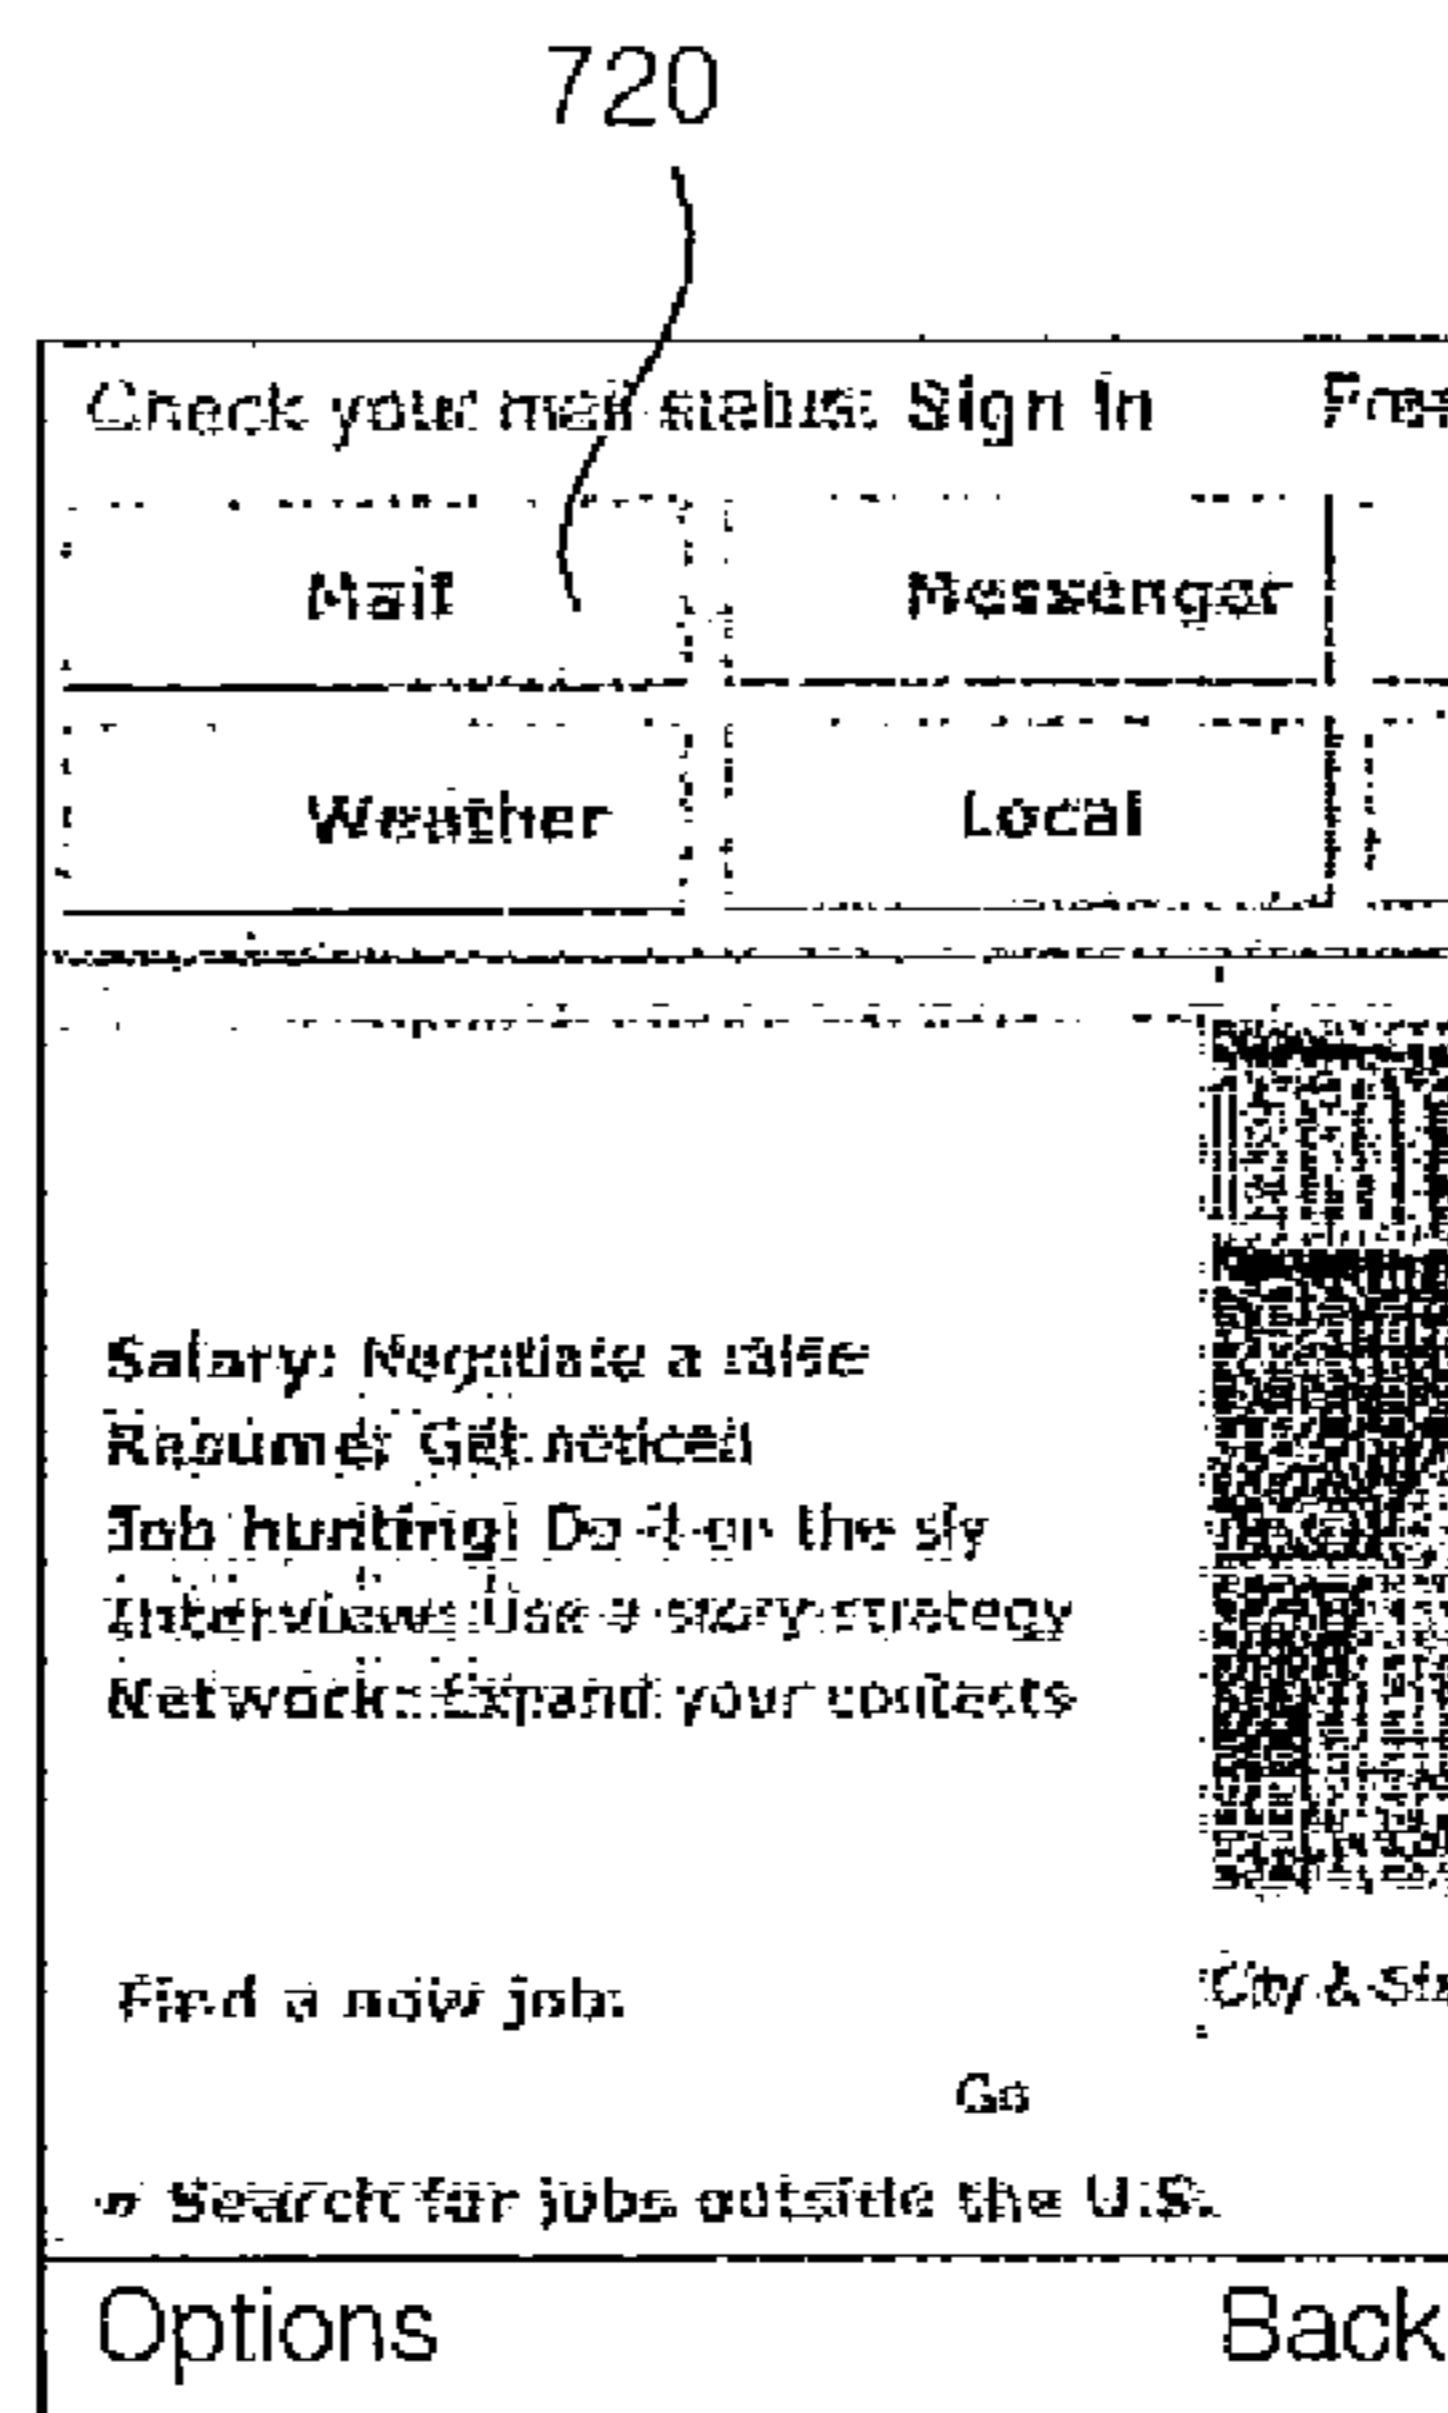 720
Check your mail status: Sign In
Mail Messenger
Weather Local
Salary: Negotiate a raise
Resume: Get noticed
Job hunting: Do it on the sly
Interview: Use a story strategy
Network: Expand your contacts
Find a new job: City &
Go
Search for jobs outside the U.S.
Options Back